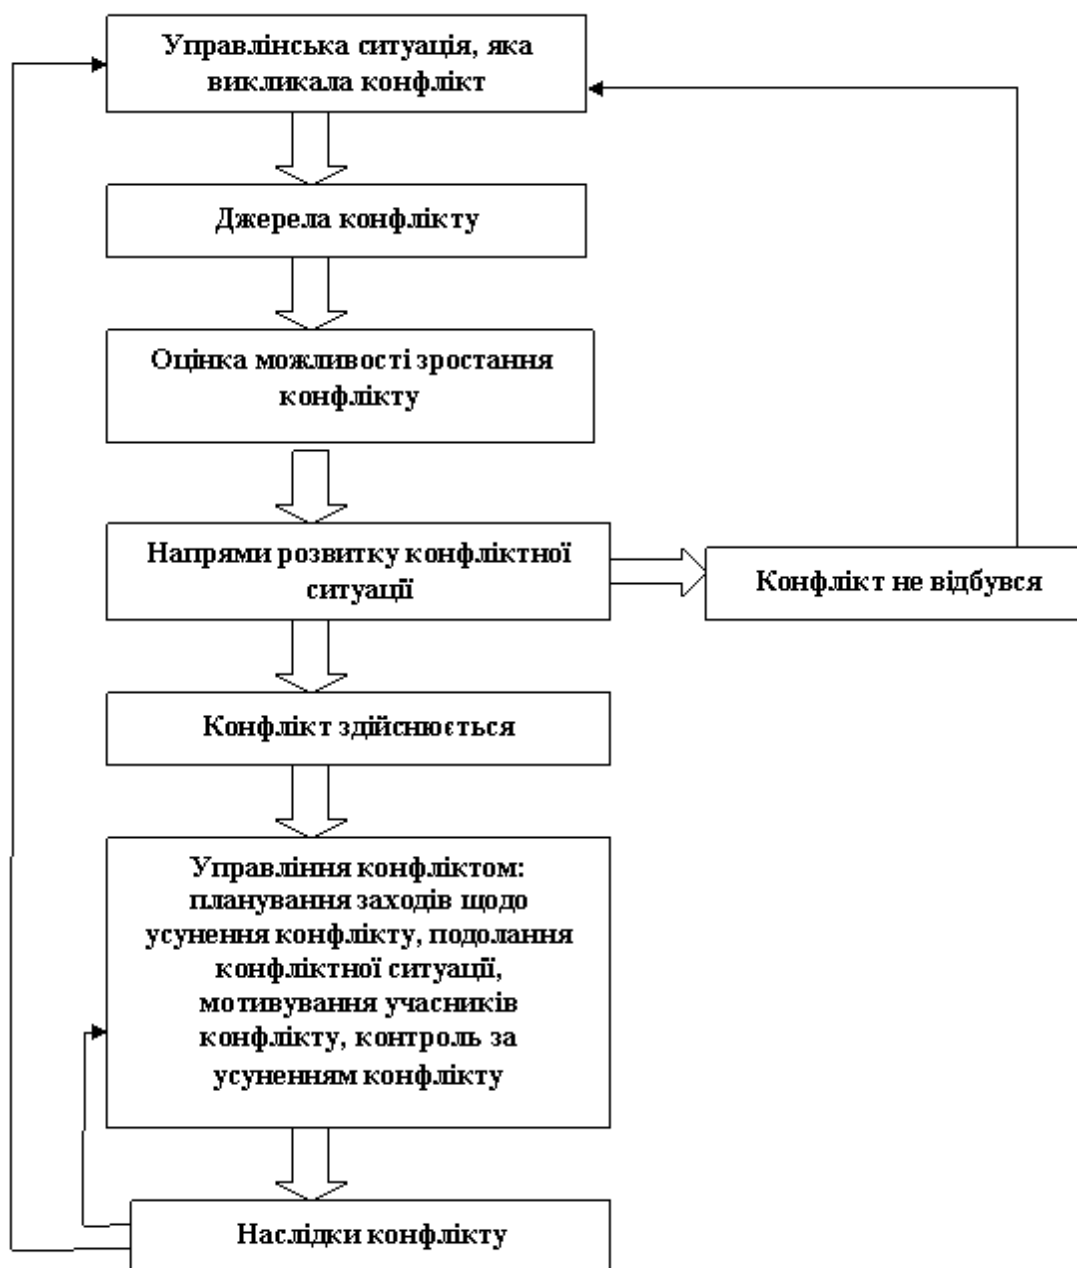 Управлінська ситуація, яка
викликала конфлікт
Джерела конфлікту
Оцінка можливості зростання
конфлікту
Напрями розвитку конфліктної
ситуації
Конфлікт не відбувся
Конфлікт здійснюється
Управління конфліктом:
планування заходів щодо
усунення конфлікту, подолання
конфліктної ситуації,
мотивування учасників
конфлікту, контроль за
усуненням конфлікту
Наслідки конфлікту